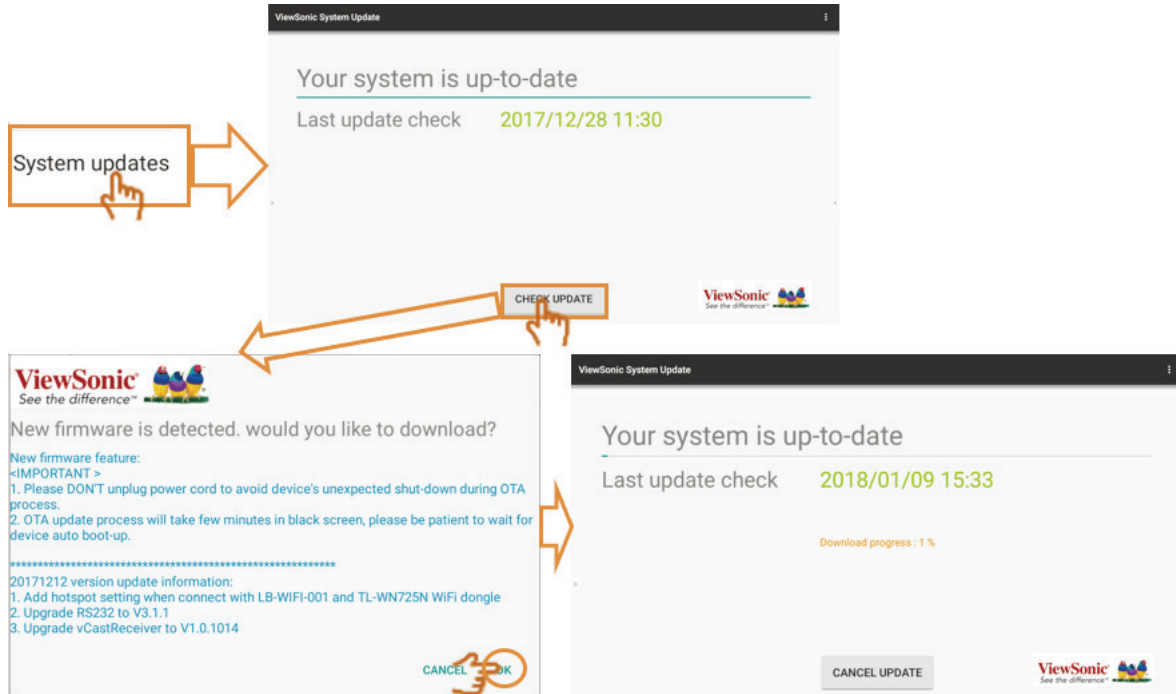 ViewSonic System Update
Your system is up-to-date
Last update check 2017/12/28 11:30
System updates
CHECK UPDATE
ViewSonic®
See the difference™
ViewSonic®
See the difference™
New firmware is detected. would you like to download?
New firmware feature:
<IMPORTANT >
1. Please DON'T unplug power cord to avoid device's unexpected shut-down during OTA
process.
2. OTA update process will take few minutes in black screen, please be patient to wait for
device auto boot-up.
************************************************************
20171212 version update information:
1. Add hotspot setting when connect with LB-WIFI-001 and TL-WN725N WiFi dongle
2. Upgrade RS232 to V3.1.1
3. Upgrade vCastReceiver to V1.0.1014
CANCEL OK
ViewSonic System Update
Your system is up-to-date
Last update check 2018/01/09 15:33
Download progress : 1 %
CANCEL UPDATE
ViewSonic®
See the difference™